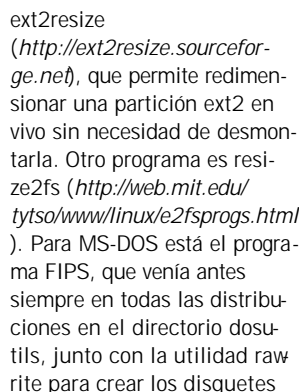 ext2resize
(http://ext2resize.sourcefor-
ge.net), que permite redimen-
sionar una partición ext2 en
vivo sin necesidad de desmon-
tarla. Otro programa es resi-
ze2fs (http://web.mit.edu/
tytso/www/linux/e2fsprogs.html
). Para MS-DOS está el progra-
ma FIPS, que venía antes
siempre en todas las distribu-
ciones en el directorio dosu-
tils, junto con la utilidad raw-
rite para crear los disquetes